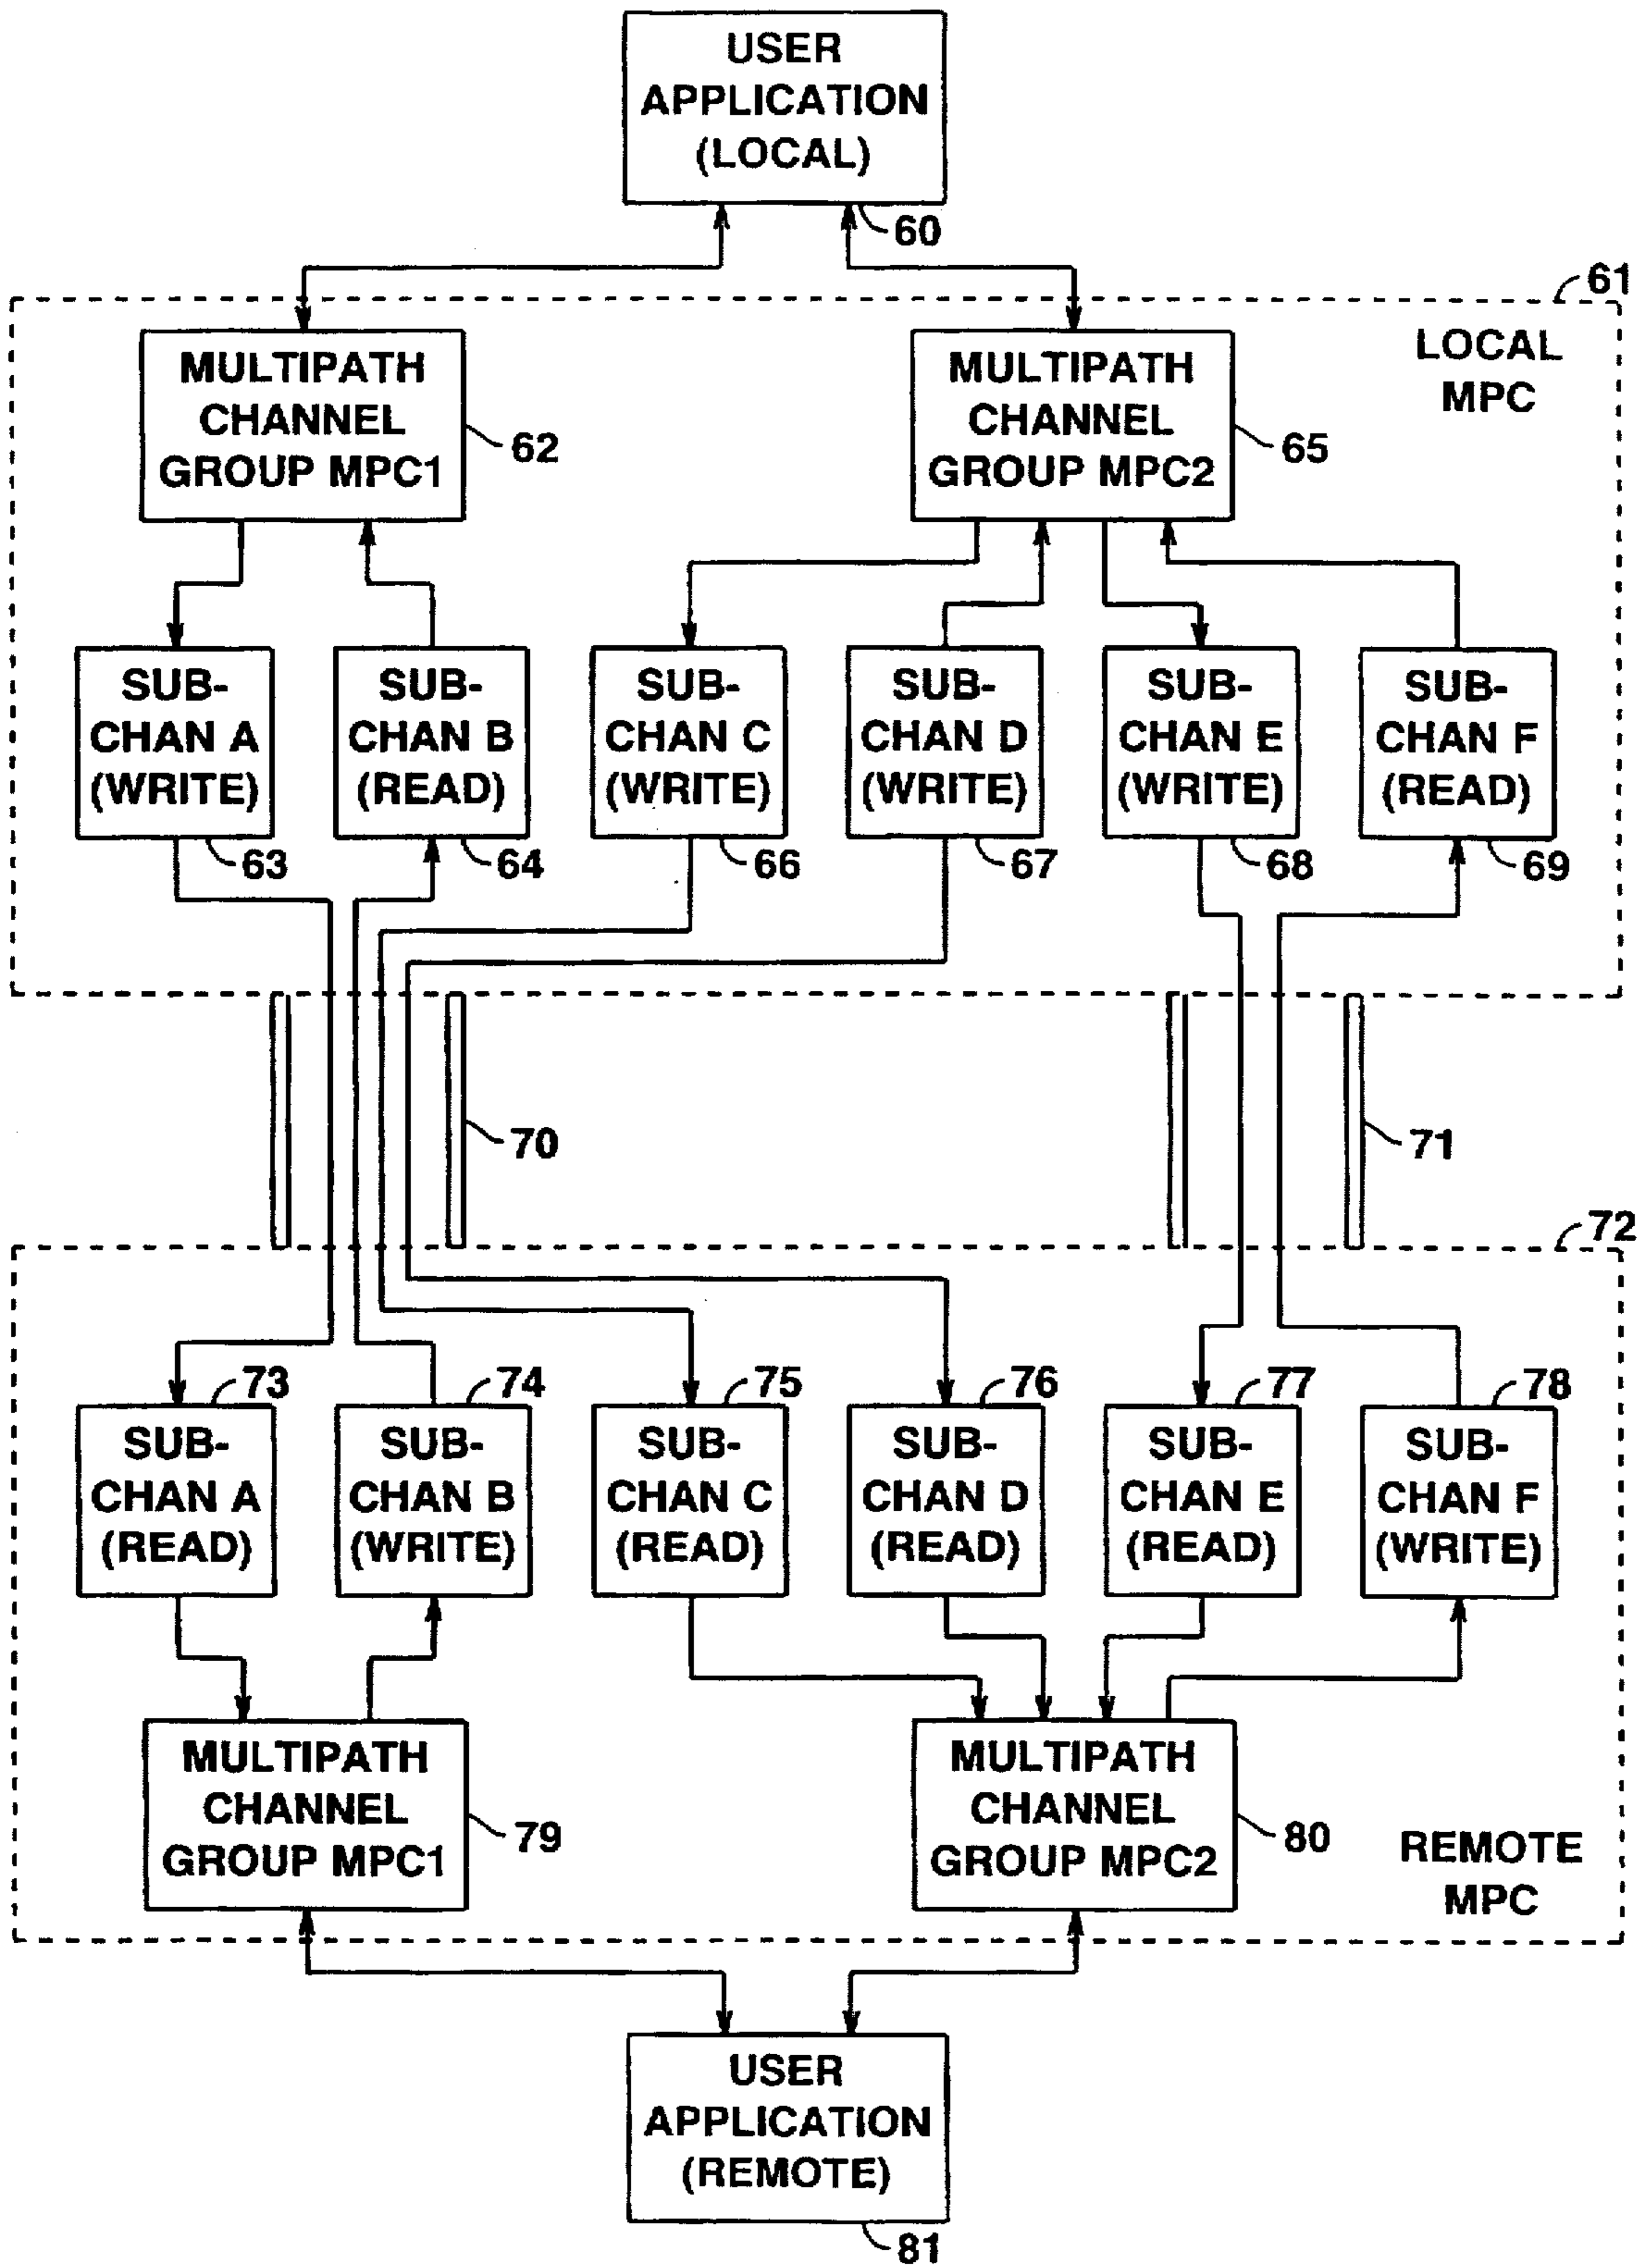 USER
APPLICATION
(LOCAL)
60
61
LOCAL
MPC
MULTIPATH
CHANNEL
GROUP MPC1
62
MULTIPATH
CHANNEL
GROUP MPC2
65
SUB-
CHAN A
(WRITE)
63
SUB-
CHAN B
(READ)
64
SUB-
CHAN C
(WRITE)
66
SUB-
CHAN D
(WRITE)
67
SUB-
CHAN E
(WRITE)
68
SUB-
CHAN F
(READ)
69
70
71
72
73
SUB-
CHAN A
(READ)
74
SUB-
CHAN B
(WRITE)
75
SUB-
CHAN C
(READ)
76
SUB-
CHAN D
(READ)
77
SUB-
CHAN E
(READ)
78
SUB-
CHAN F
(WRITE)
MULTIPATH
CHANNEL
GROUP MPC1
79
MULTIPATH
CHANNEL
GROUP MPC2
80
REMOTE
MPC
USER
APPLICATION
(REMOTE)
81